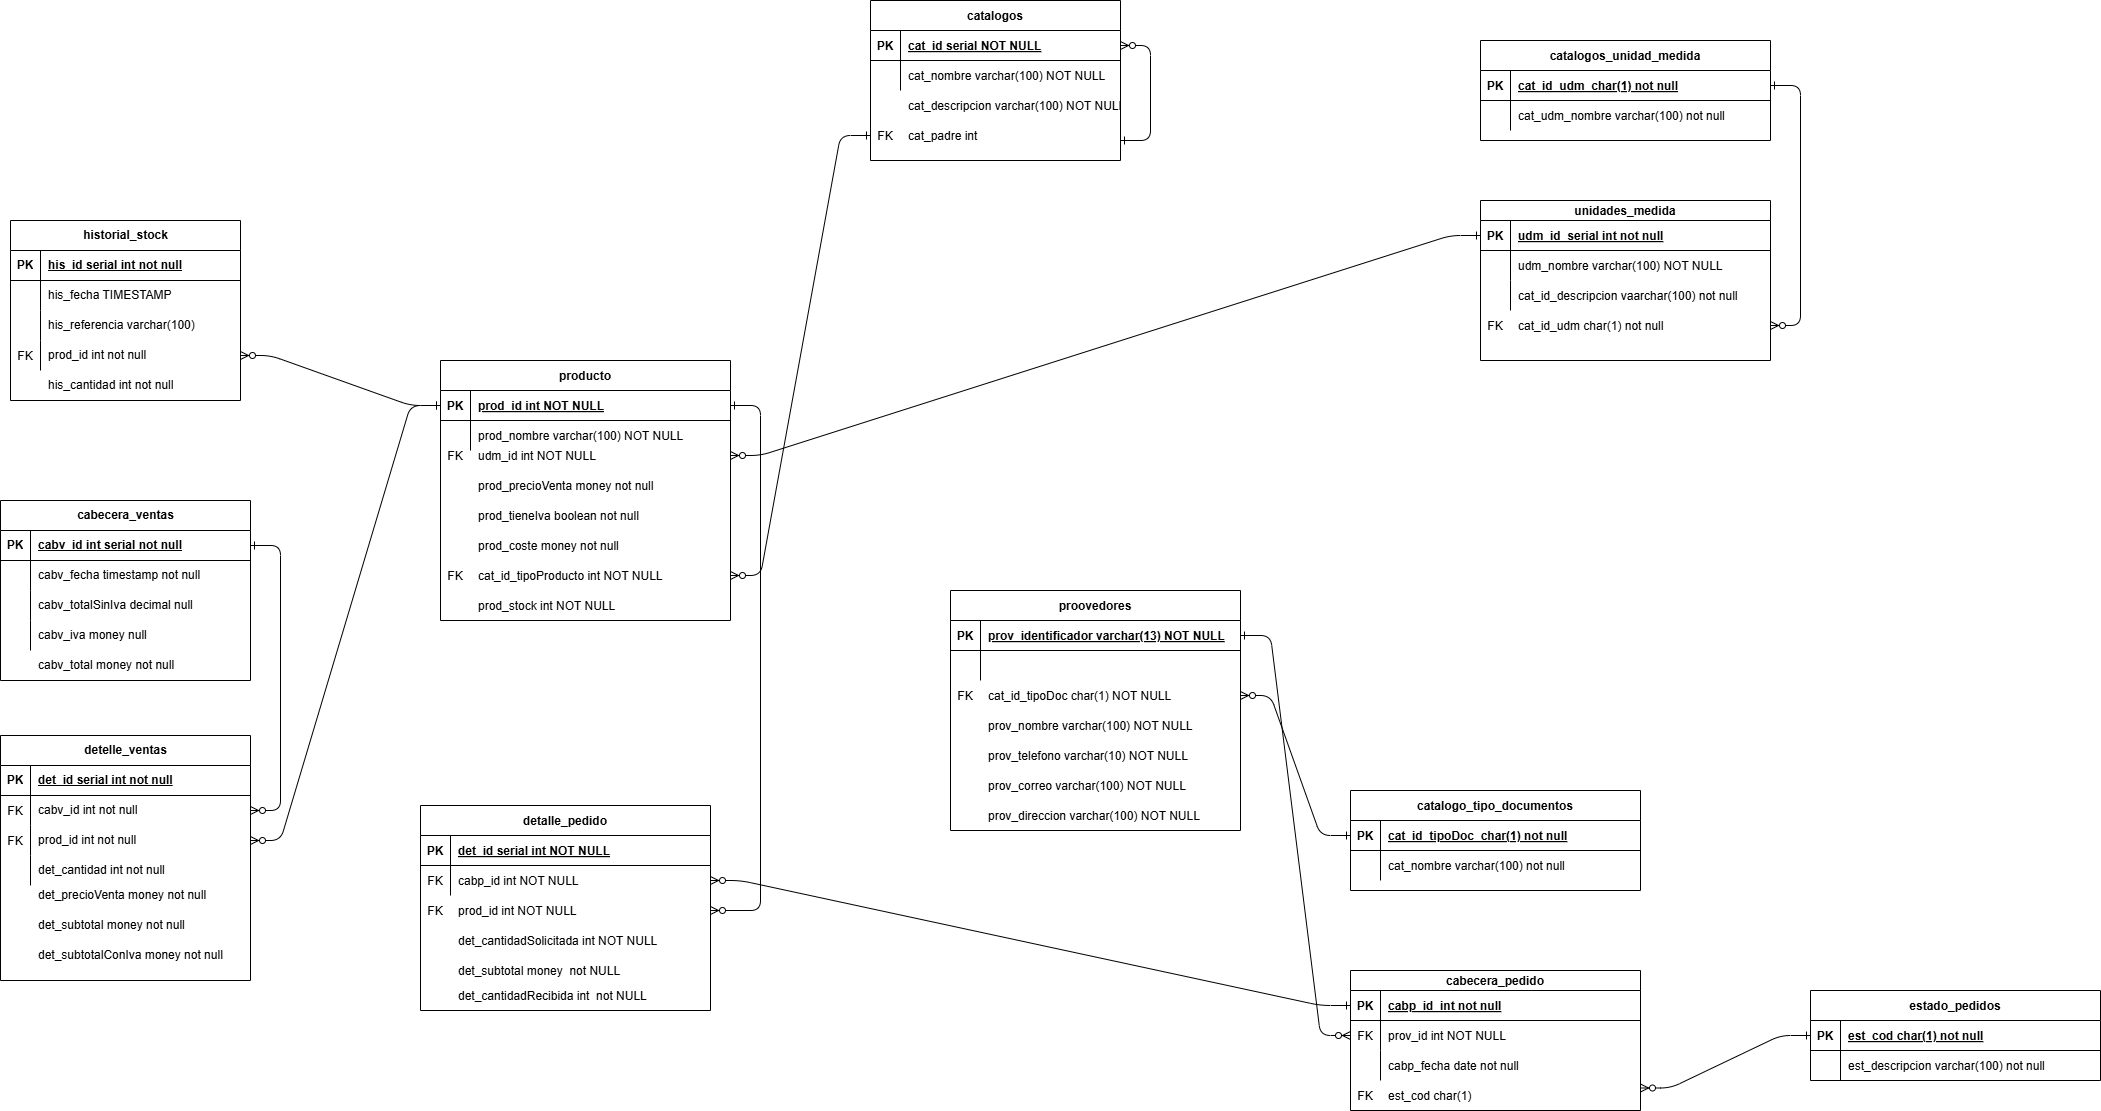 catalogos
PK cat_id serial NOT NULL
cat_nombre varchar(100) NOT NULL
cat_descripcion varchar(100) NOT NUL
FK cat_padre int
catalogos_unidad_medida
PK cat_id_udm_char(1) not null
cat_udm_nombre varchar(100) not null
unidades_medida
PK udm_id_serial int not null
udm_nombre varchar(100) NOT NULL
cat_id_descripcion vaarchar(100) not null
FK cat_id_udm char(1) not null
historial_stock
PK his_id serial int not null
his_fecha TIMESTAMP
his_referencia varchar(100)
FK prod_id int not null
his_cantidad int not null
producto
PK prod_id int NOT NULL
prod_nombre varchar(100) NOT NULL
FK udm_id int NOT NULL
prod_precioVenta money not null
prod_tieneIva boolean not null
prod_coste money not null
FK cat_id_tipoProducto int NOT NULL
prod_stock int NOT NULL
cabecera_ventas
PK cabv_id int serial not null
cabv_fecha timestamp not null
cabv_totalSinIva decimal null
cabv_iva money null
cabv_total money not null
detelle_ventas
PK det_id serial int not null
FK cabv_id int not null
FK prod_id int not null
det_cantidad int not null
det_precioVenta money not null
det_subtotal money not null
det_subtotalConIva money not null
detalle_pedido
PK det_id serial int NOT NULL
FK cabp_id int NOT NULL
FK prod_id int NOT NULL
det_cantidadSolicitada int NOT NULL
det_subtotal money not NULL
det_cantidadRecibida int not NULL
proovedores
PK prov_identificador varchar(13) NOT NULL
FK cat_id_tipoDoc char(1) NOT NULL
prov_nombre varchar(100) NOT NULL
prov_telefono varchar(10) NOT NULL
prov_correo varchar(100) NOT NULL
prov_direccion varchar(100) NOT NULL
catalogo_tipo_documentos
PK cat_id_tipoDoc_char(1) not null
cat_nombre varchar(100) not null
cabecera_pedido
PK cabp_id_int not null
FK prov_id int NOT NULL
cabp_fecha date not null
FK est_cod char(1)
estado_pedidos
PK est_cod char(1) not null
est_descripcion varchar(100) not null